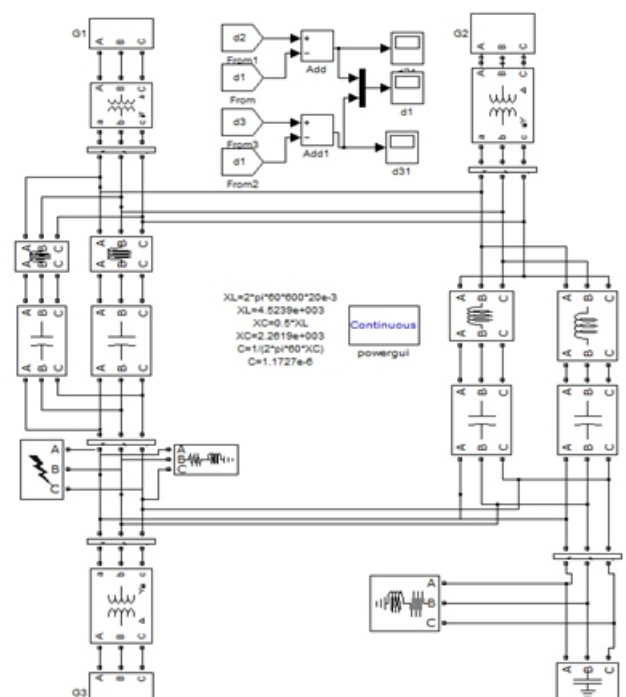 G1
A B C
A B C
a b c
d2
From1
d1
From
d3
From3
d1
From2
+
−
Add
+
−
Add1
d1
d31
G2
A B C
A B C
a b c
A B C
A B C
A B C
A B C
A B C
A B C
A B C
A B C
XL=2*pi*60*600*20e-3
XL=4.5239e+003
XC=0.5*XL
XC=2.2619e+003
C=1/(2*pi*60*XC)
C=1.1727e-6
Continuous
powergui
A B C
A B C
A B C
A B C
A B C
A B C
A B C
A B C
A
B
C
A
B
C
a b c
A B C
G3
A
B
C
A B C